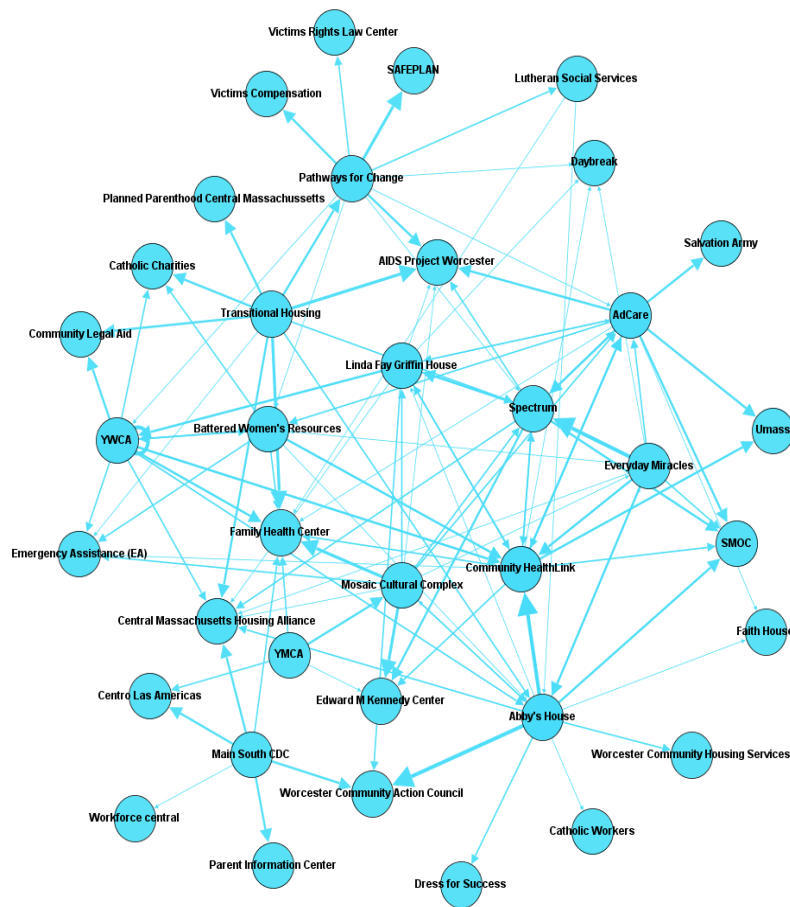 Victims Rights Law Center
SAFEPLAN
Lutheran Social Services
Victims Compensation
Daybreak
Pathways for Change
Planned Parenthood Central Massachussetts
Salvation Army
AIDS Project Worcester
Catholic Charities
Transitional Housing
AdCare
Community Legal Aid
Linda Fay Griffin House
Spectrum
Battered Women's Resources
Umass
YWCA
Everyday Miracles
Family Health Center
SMOC
Emergency Assistance (EA)
Community HealthLink
Mosaic Cultural Complex
Central Massachusetts Housing Alliance
Faith House
YMCA
Centro Las Americas
Edward M Kennedy Center
Abby's House
Main South CDC
Worcester Community Housing Services
Worcester Community Action Council
Workforce central
Catholic Workers
Parent Information Center
Dress for Success